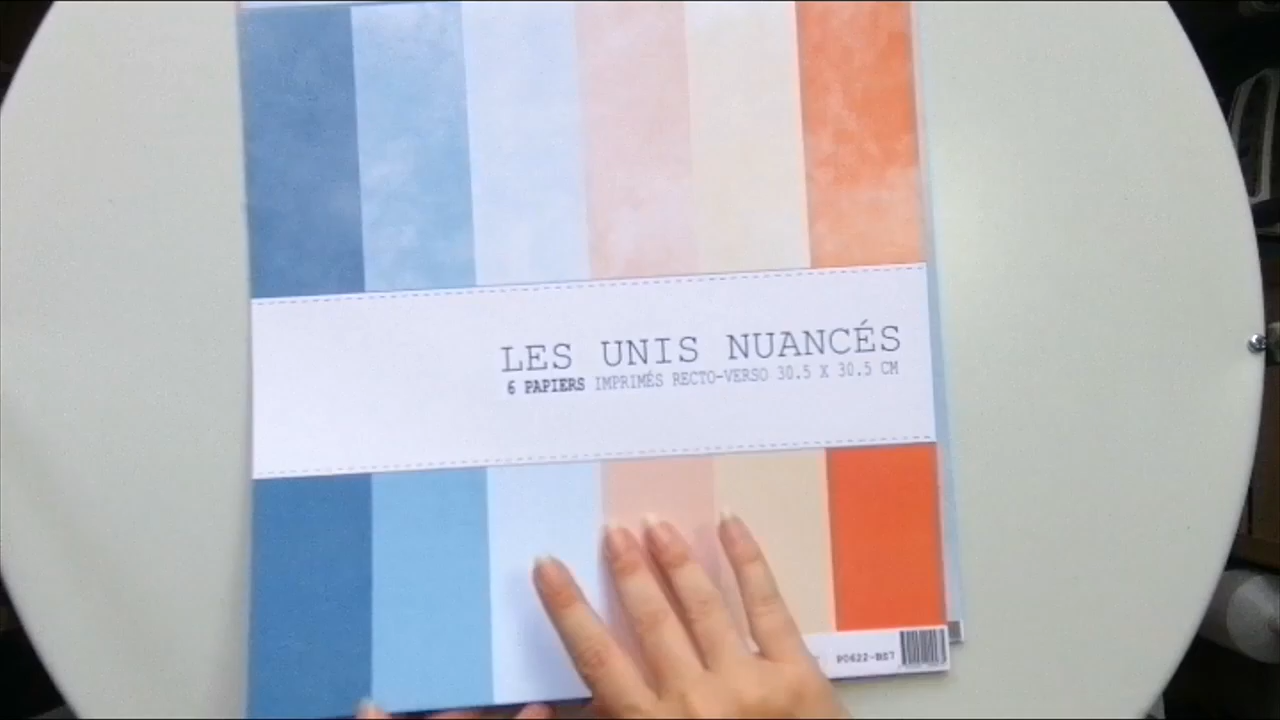 LES UNIS NUANCÉS
6 PAPIERS IMPRIMÉS RECTO-VERSO 30.5 X 30.5 CM